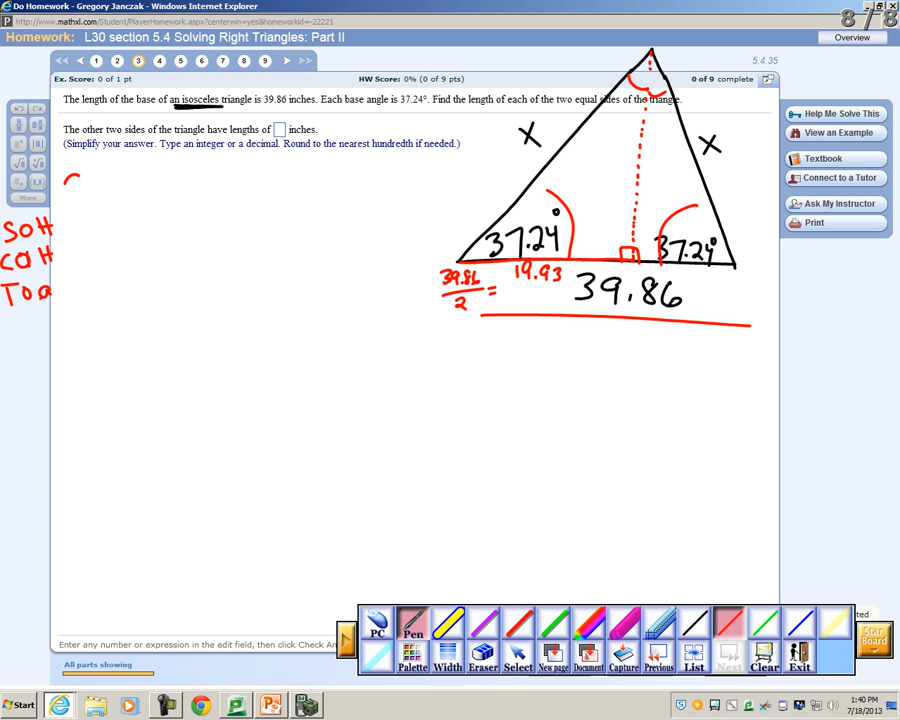 Do Homework - Gregory Janczak - Windows Internet Explorer
http://www.mathxl.com/Student/PlayerHomework.aspx?centerwin=yes&homeworkid=-22221
8/8
Homework: L30 section 5.4 Solving Right Triangles: Part II
Overview
1 2 3 4 5 6 7 8 9
5.4.35
Ex. Score: 0 of 1 pt
HW Score: 0% (0 of 9 pts)
0 of 9 complete
The length of the base of an isosceles triangle is 39.86 inches. Each base angle is 37.24°. Find the length of each of the two equal sides of the triangle.
The other two sides of the triangle have lengths of inches.
(Simplify your answer. Type an integer or a decimal. Round to the nearest hundredth if needed.)
Help Me Solve This
View an Example
Textbook
Connect to a Tutor
Ask My Instructor
Print
More
x
x
SOH
CAH
TOA
37.24°
37.24°
39.86
2
=
19.93
39.86
Enter any number or expression in the edit field, then click Check An
All parts showing
PC
Pen
Palette
Width
Eraser
Select
New page
Document
Capture
Previous
List
Next
Clear
Exit
Star Board
Start
1:40 PM
7/18/2013